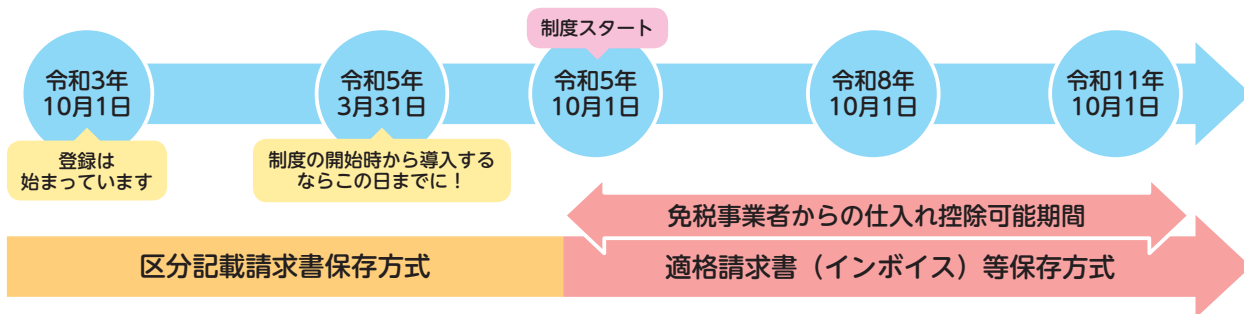 制度スタート
令和3年
10月1日
令和5年
3月31日
令和5年
10月1日
令和8年
10月1日
令和11年
10月1日
登録は
始まっています
制度の開始時から導入する
ならこの日までに！
免税事業者からの仕入れ控除可能期間
区分記載請求書保存方式
適格請求書（インボイス）等保存方式